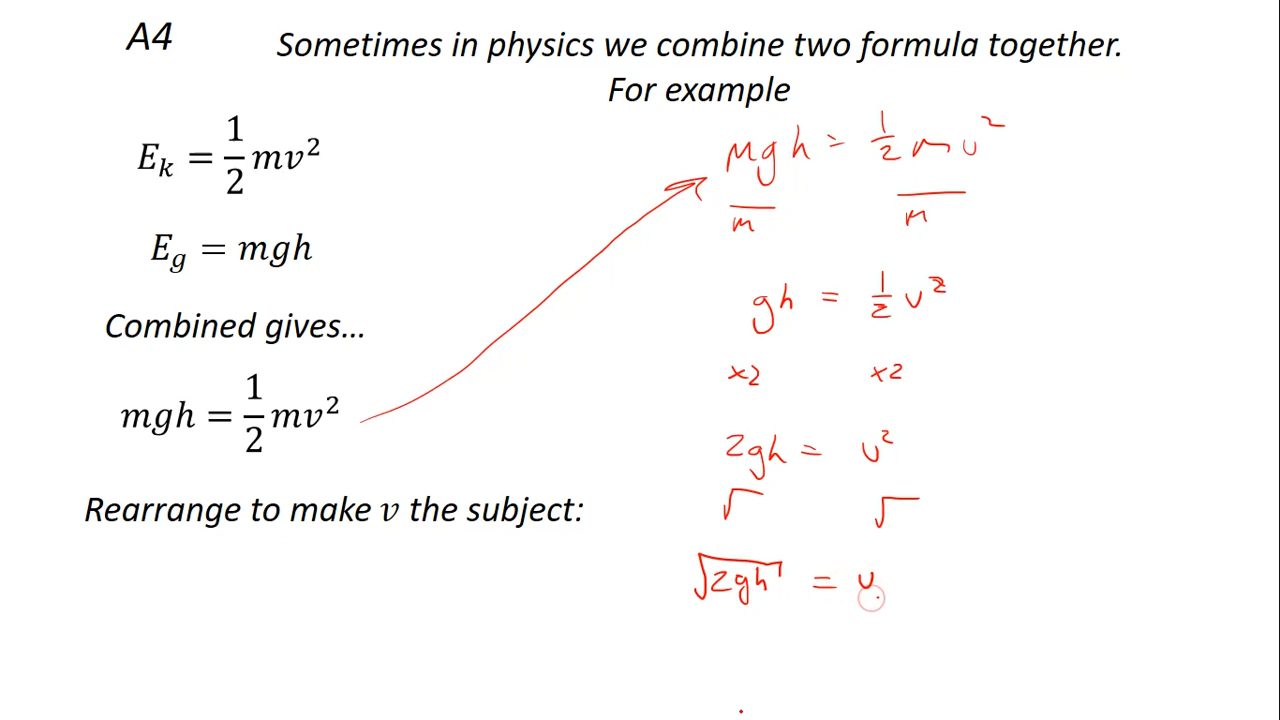 A4
Sometimes in physics we combine two formula together.
For example
E_k = 1/2 mv²
E_g = mgh
Combined gives…
mgh = 1/2 mv²
Rearrange to make v the subject:
mgh = 1/2 mv²
m m
gh = 1/2 v²
×2 ×2
2gh = v²
√ √
√2gh = v